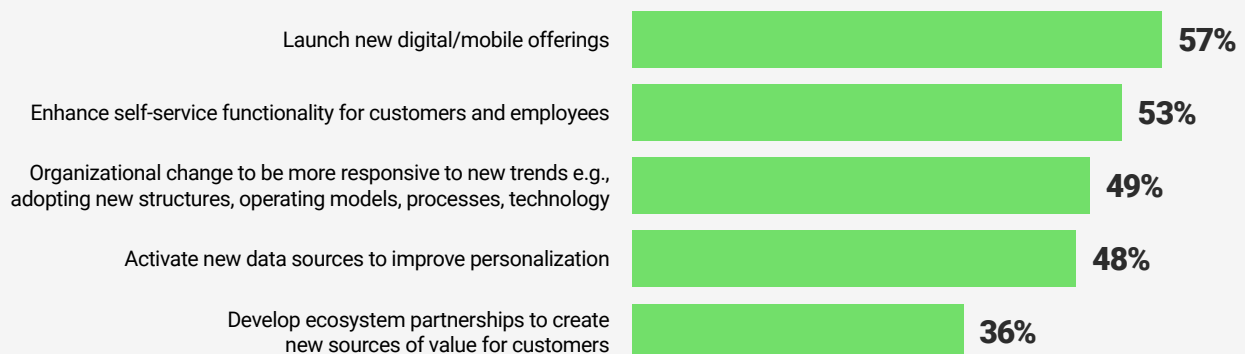 Launch new digital/mobile offerings
57%
Enhance self-service functionality for customers and employees
53%
Organizational change to be more responsive to new trends e.g.,
adopting new structures, operating models, processes, technology
49%
Activate new data sources to improve personalization
48%
Develop ecosystem partnerships to create
new sources of value for customers
36%